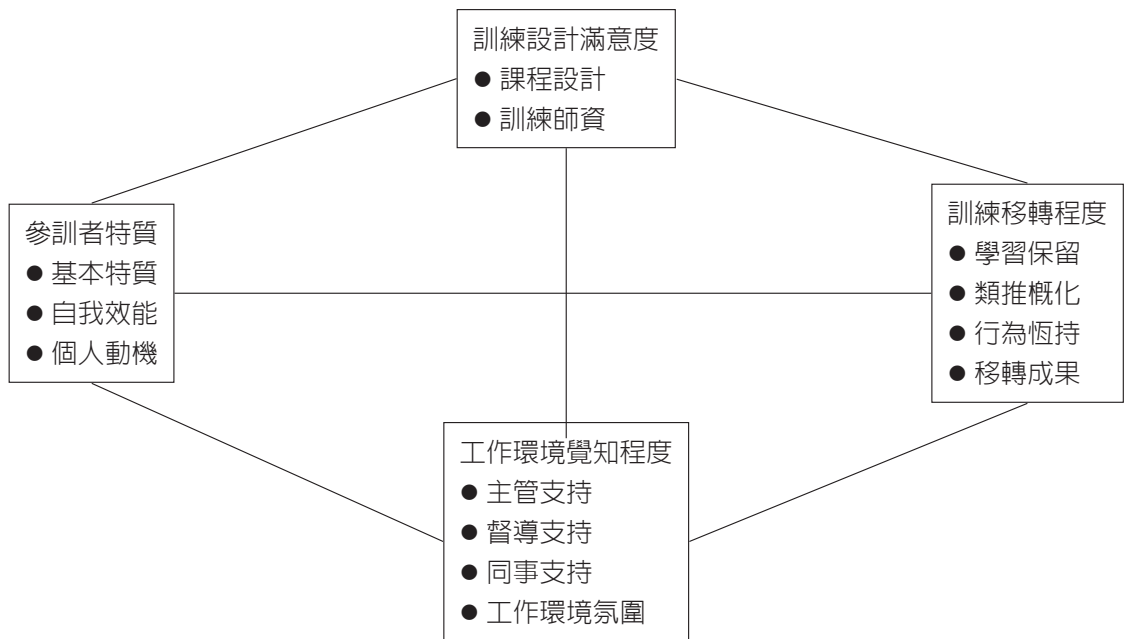 訓練設計滿意度
● 課程設計
● 訓練師資
參訓者特質
● 基本特質
● 自我效能
● 個人動機
訓練移轉程度
● 學習保留
● 類推概化
● 行為恆持
● 移轉成果
工作環境覺知程度
● 主管支持
● 督導支持
● 同事支持
● 工作環境氛圍